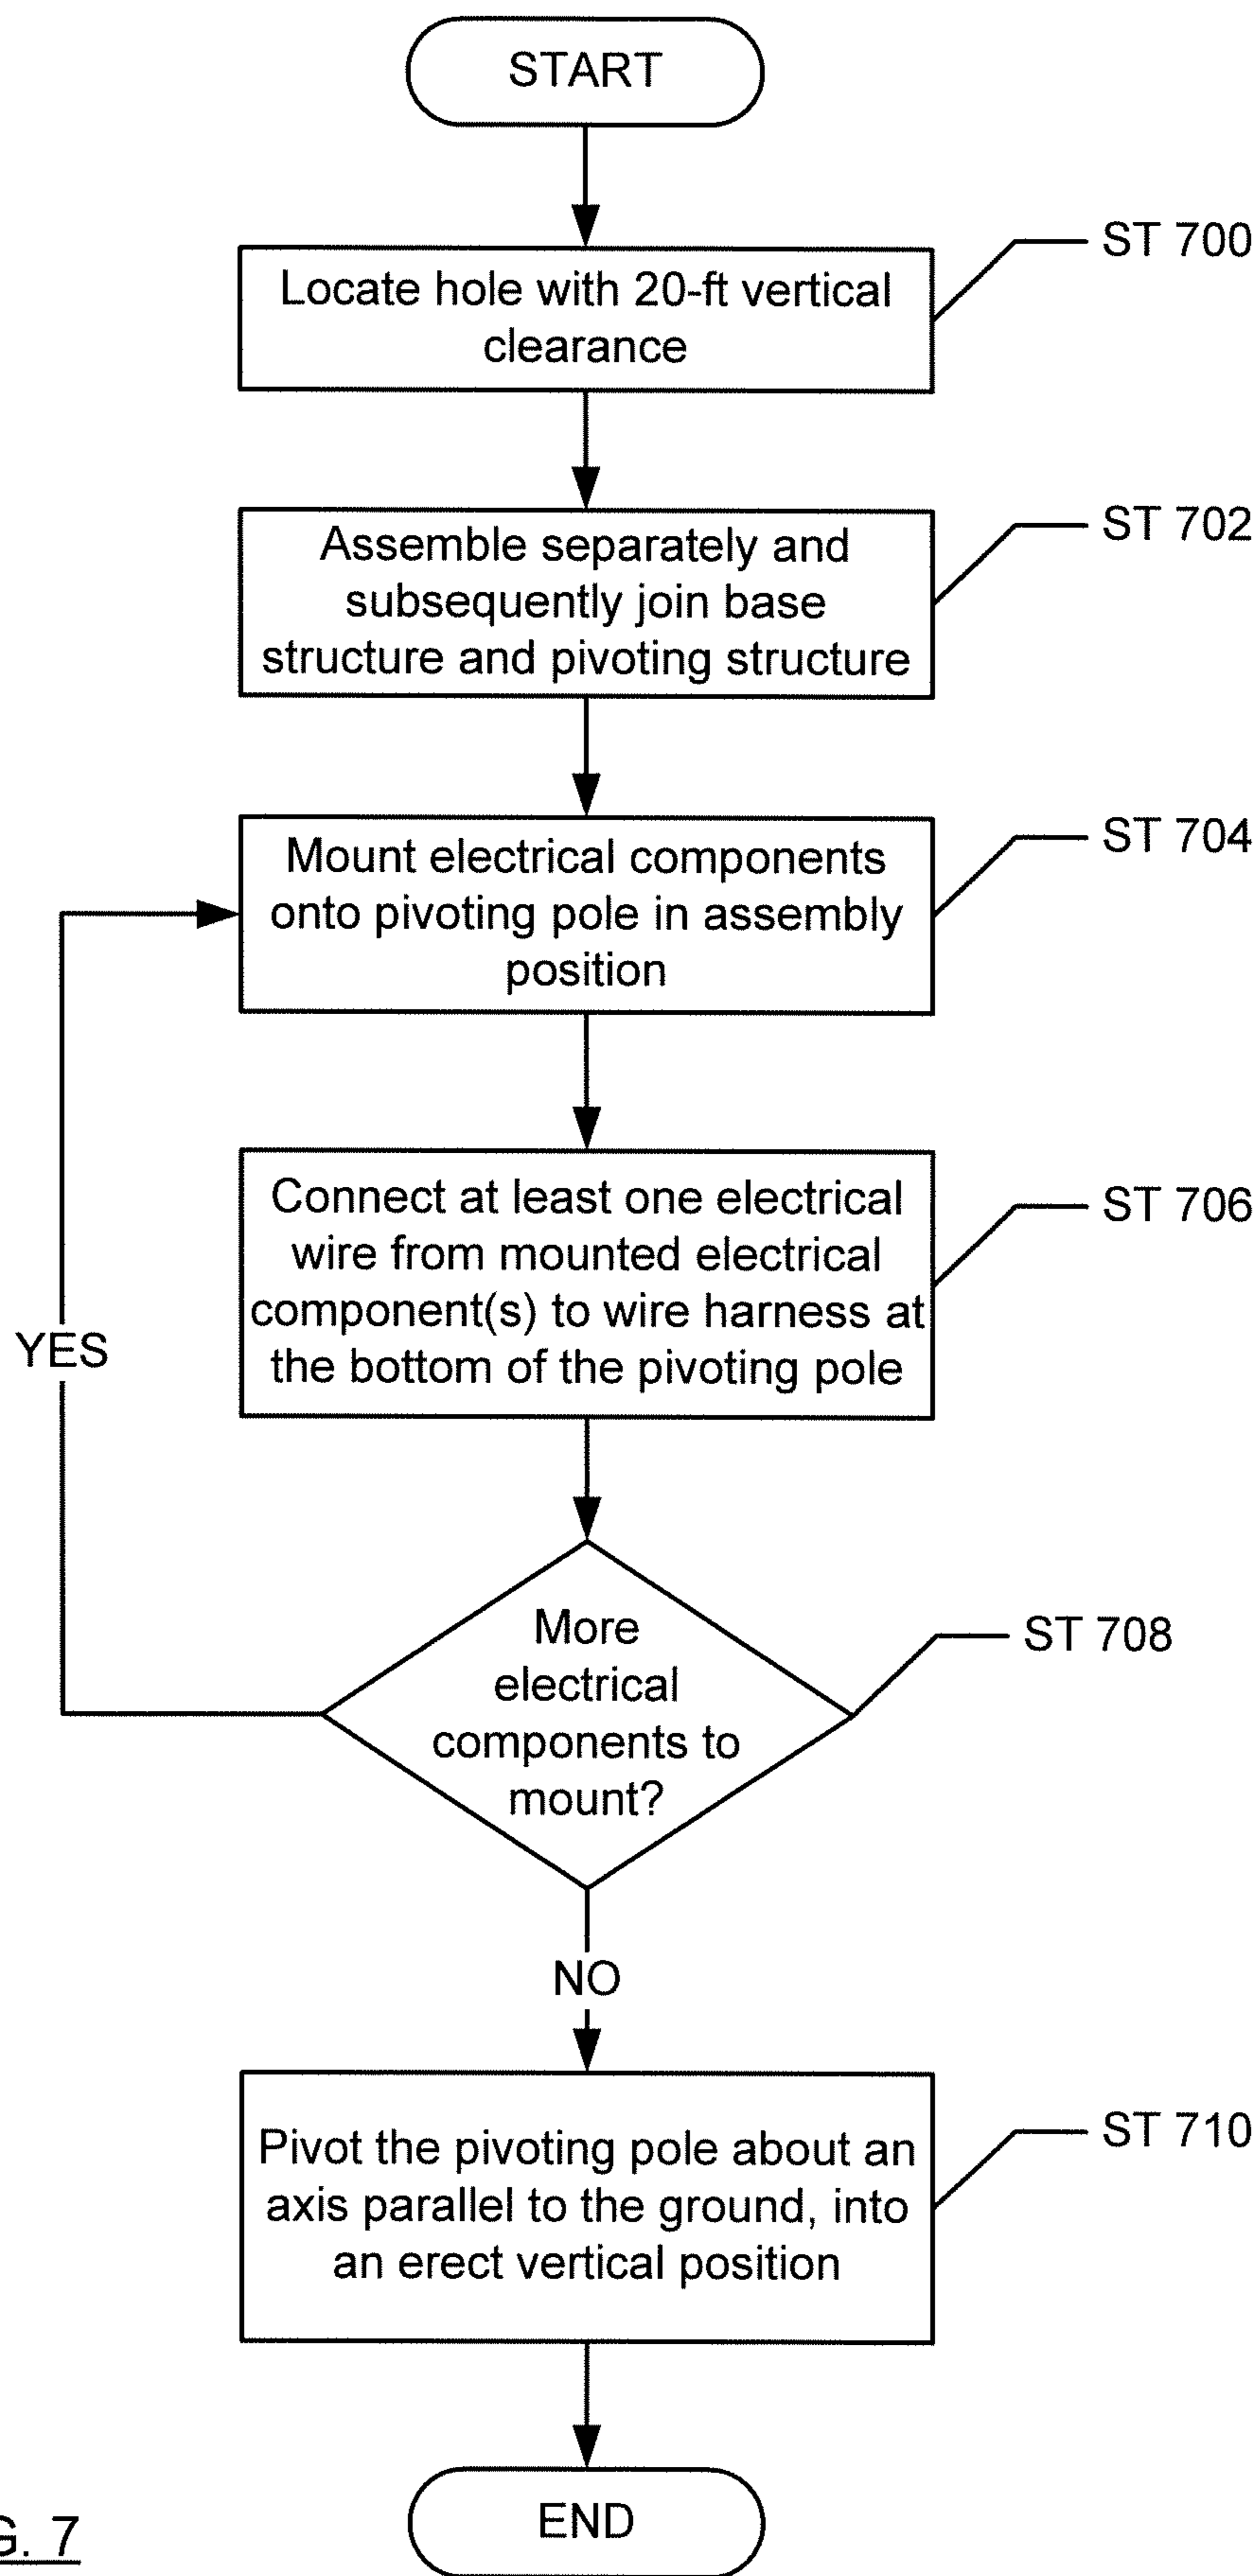 START
ST 700
Locate hole with 20-ft vertical
clearance
ST 702
Assemble separately and
subsequently join base
structure and pivoting structure
ST 704
Mount electrical components
onto pivoting pole in assembly
position
ST 706
Connect at least one electrical
wire from mounted electrical
component(s) to wire harness at
the bottom of the pivoting pole
YES
ST 708
More
electrical
components to
mount?
NO
ST 710
Pivot the pivoting pole about an
axis parallel to the ground, into
an erect vertical position
END
G. 7